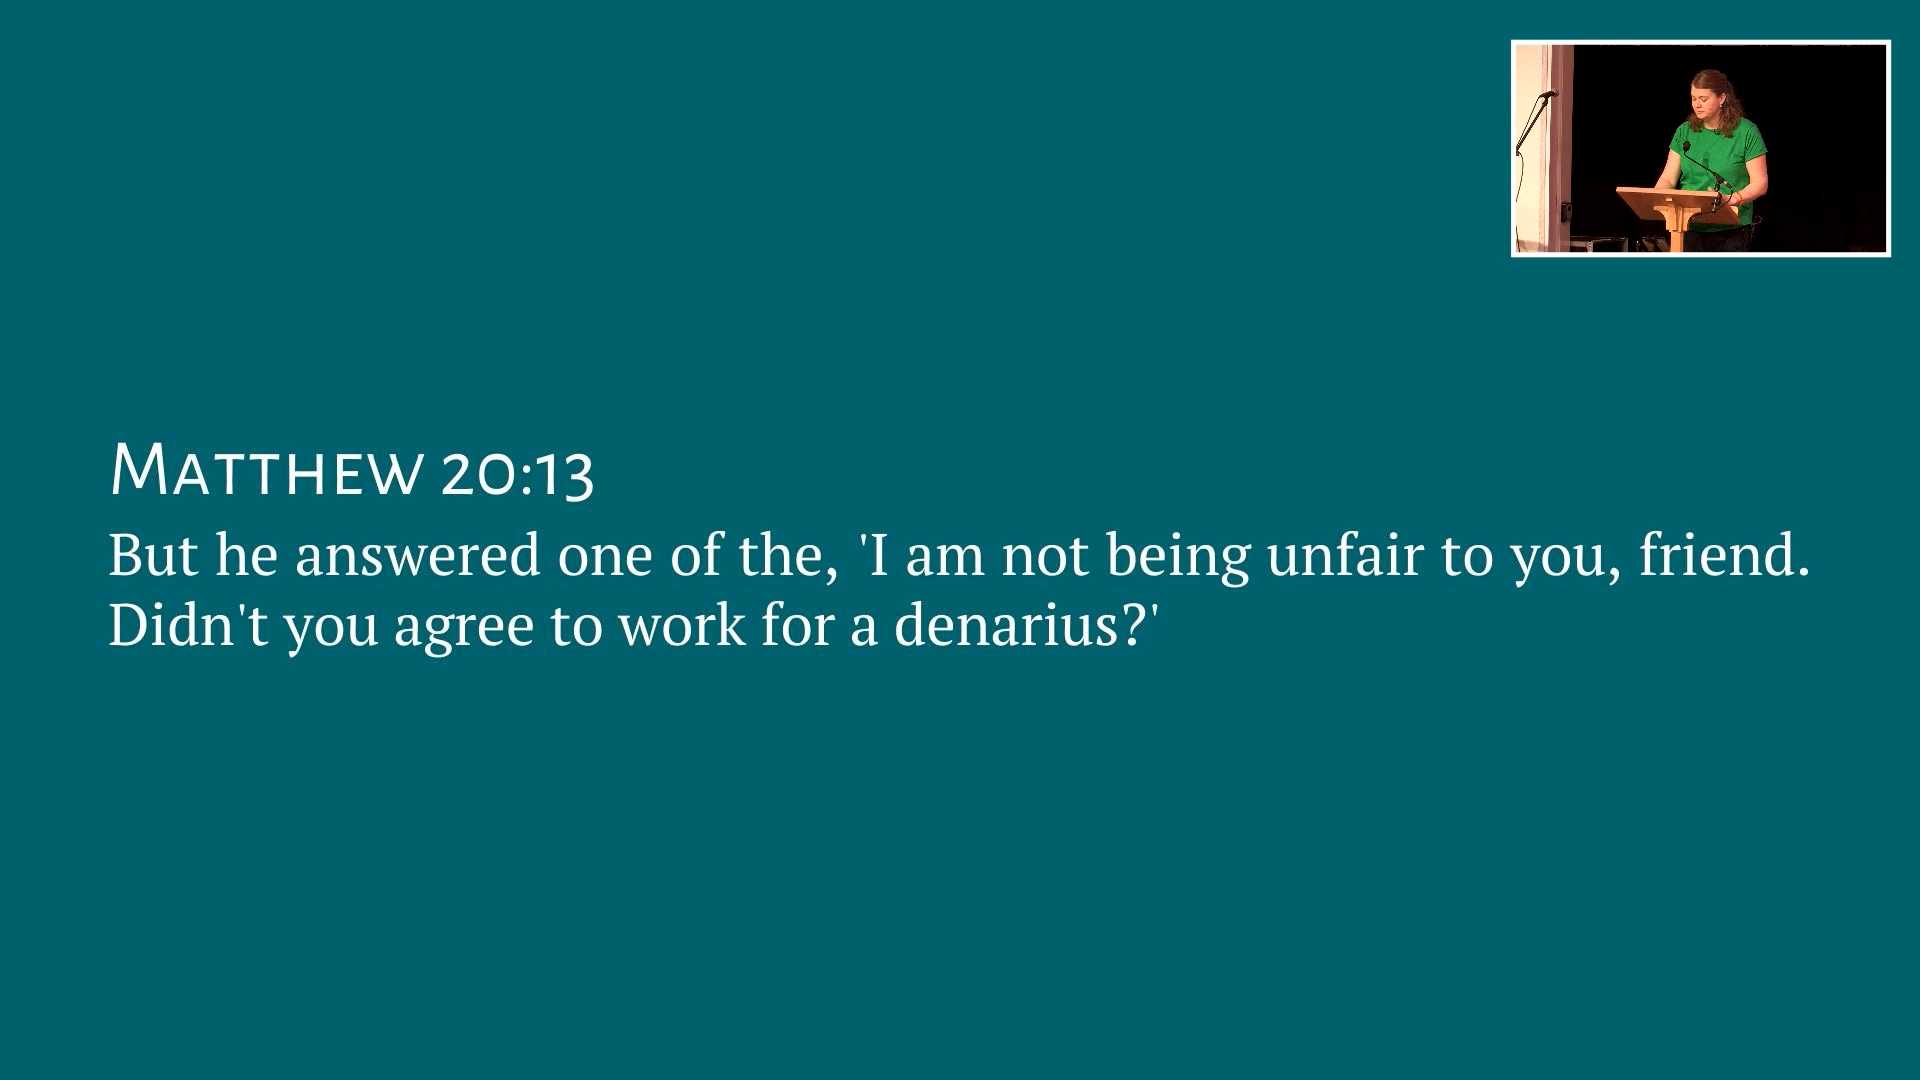 Matthew 20:13
But he answered one of the, 'I am not being unfair to you, friend.
Didn't you agree to work for a denarius?'